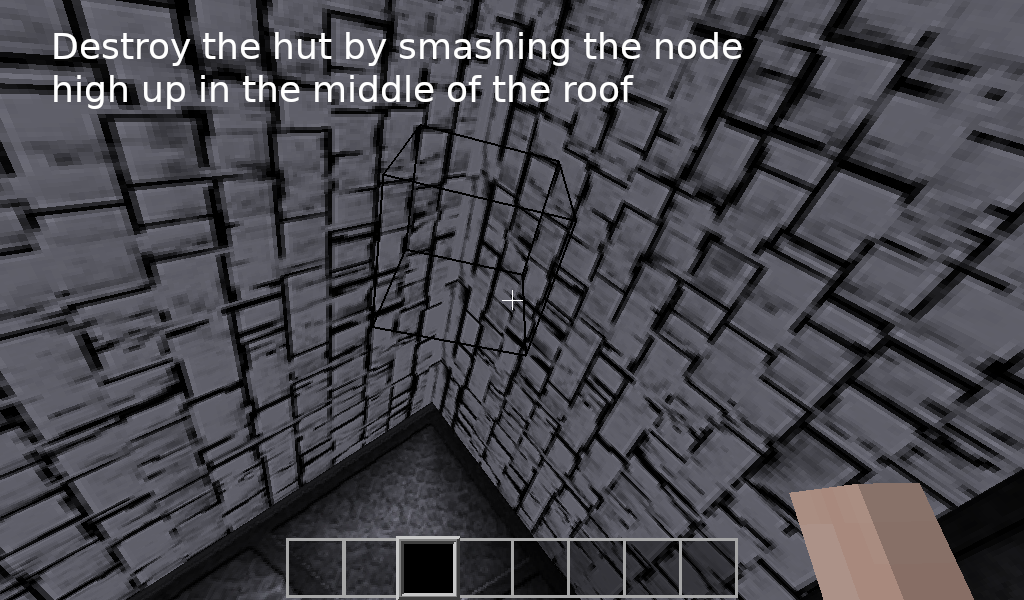 Destroy the hut by smashing the node
high up in the middle of the roof